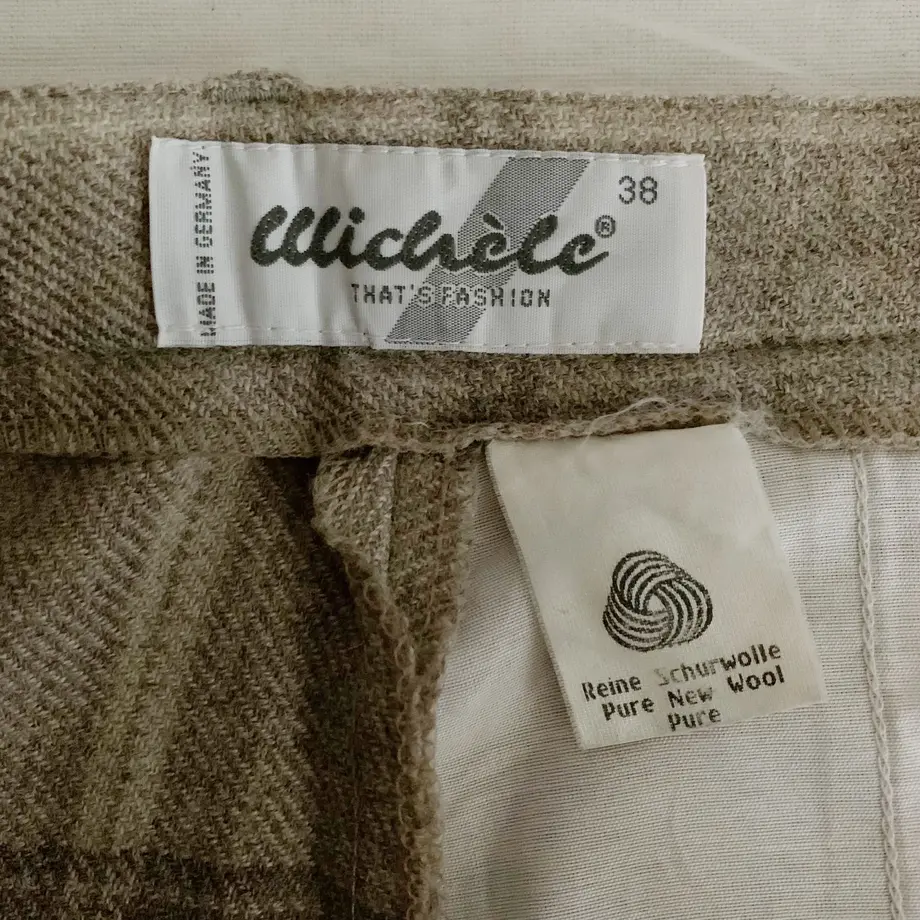 MADE IN GERMANY
38
Michèle®
THAT'S FASHION
Reine Schurwolle
Pure New Wool
Pure